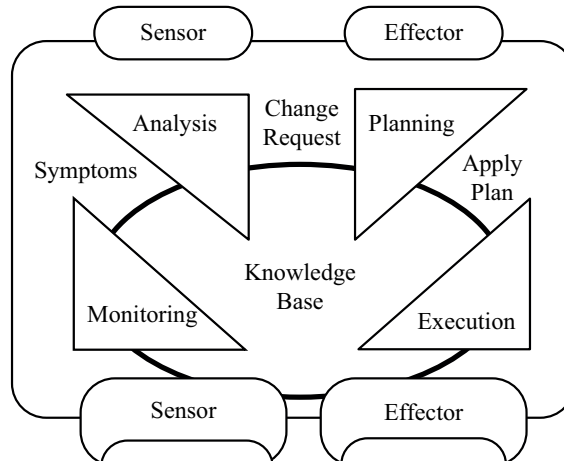 Sensor
Effector
Analysis
Change
Request
Planning
Symptoms
Apply
Plan
Knowledge
Base
Monitoring
Execution
Sensor
Effector